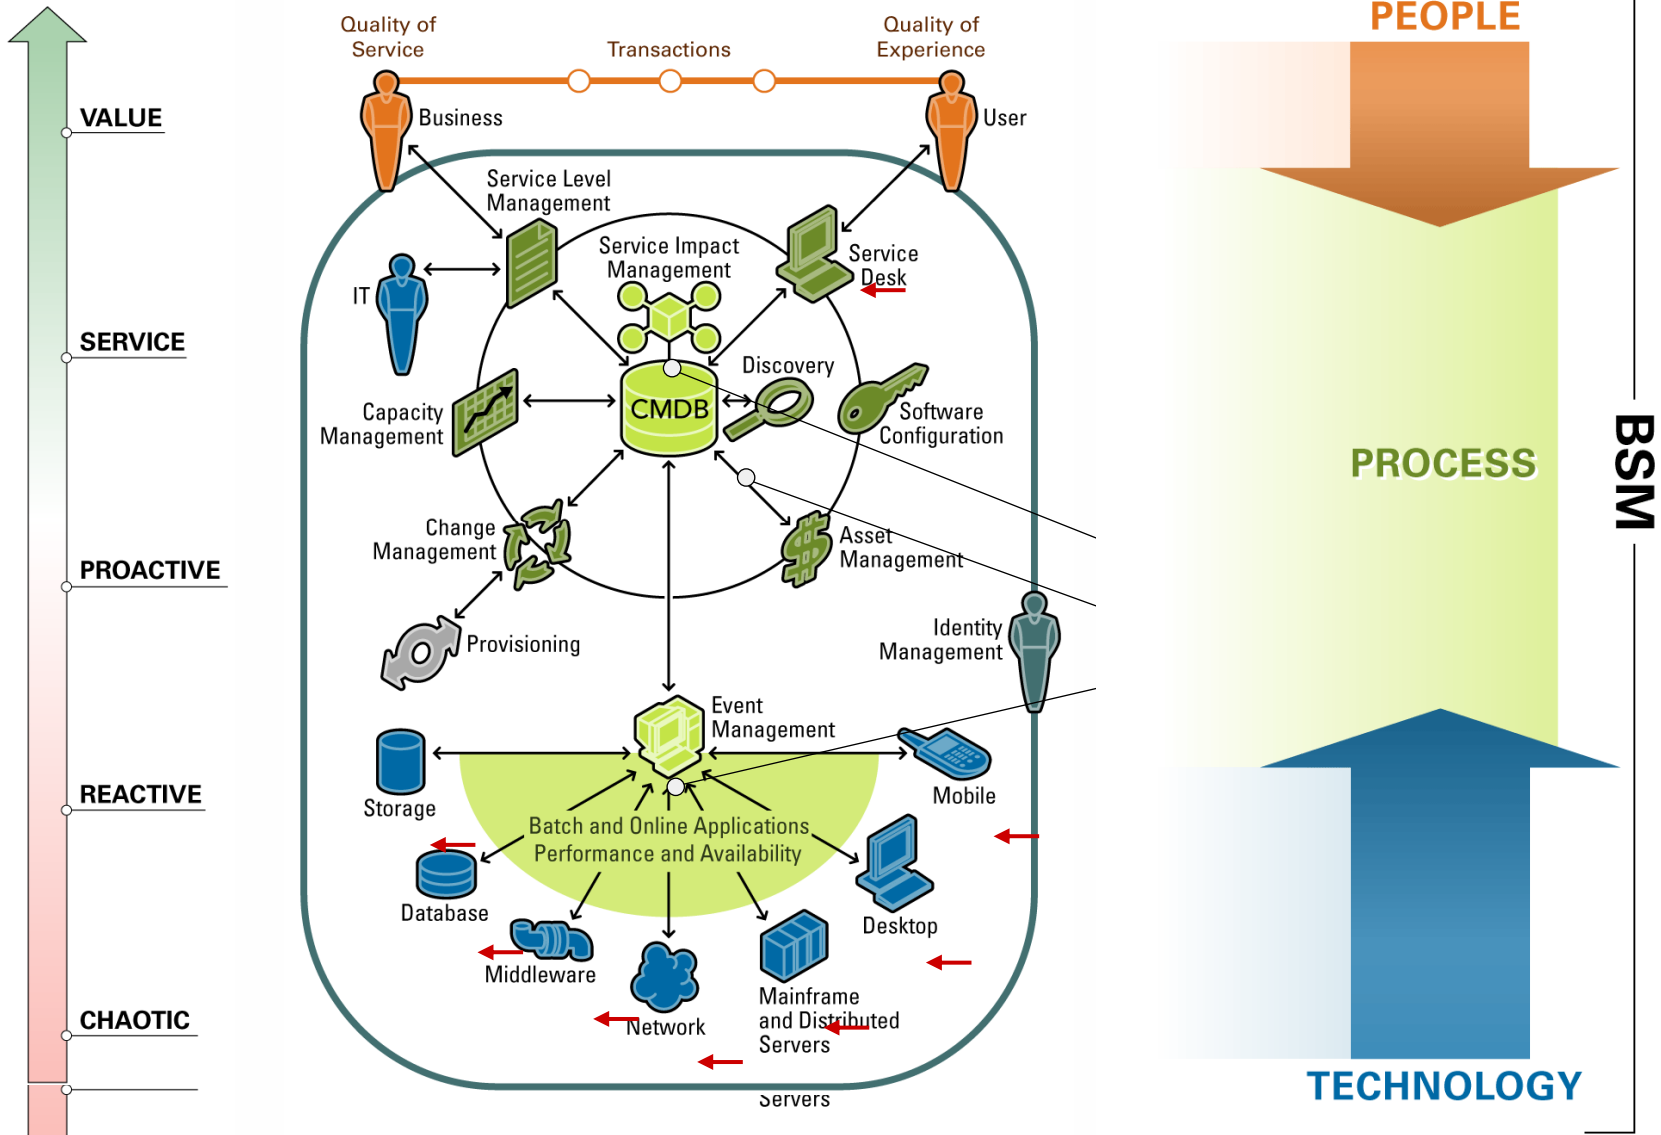 VALUE
SERVICE
PROACTIVE
REACTIVE
CHAOTIC
Quality of
Service
Transactions
Quality of
Experience
Business
User
Service Level
Management
Service Impact
Management
Service
Desk
IT
Discovery
CMDB
Capacity
Management
Software
Configuration
Change
Management
Asset
Management
Provisioning
Identity
Management
Event
Management
Storage
Mobile
Batch and Online Applications
Performance and Availability
Database
Desktop
Middleware
Network
Mainframe
and Distributed
Servers
Servers
PEOPLE
PROCESS
TECHNOLOGY
BSM